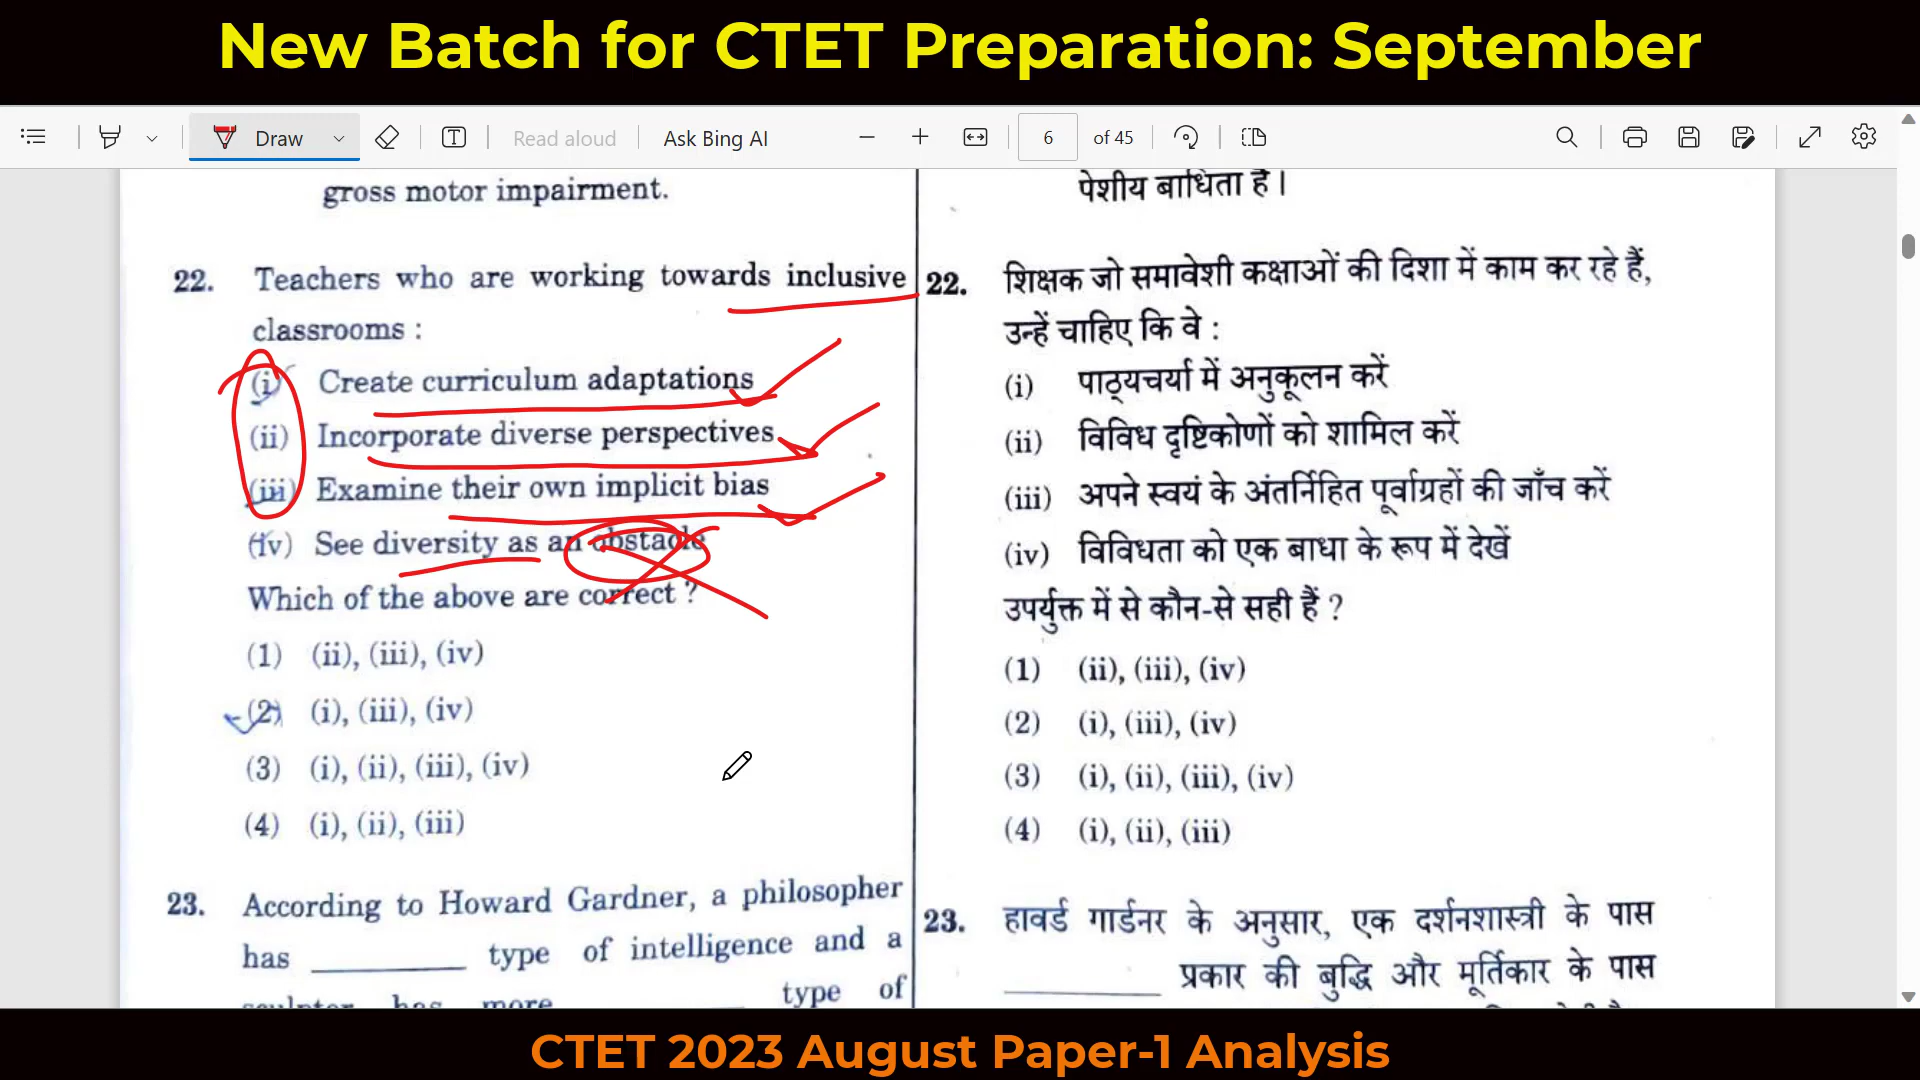 New Batch for CTET Preparation: September
Draw
Read aloud
Ask Bing AI
6
of 45
gross motor impairment.
22. Teachers who are working towards inclusive
classrooms :
(i) Create curriculum adaptations
(ii) Incorporate diverse perspectives
(iii) Examine their own implicit bias
(iv) See diversity as an obstacle
Which of the above are correct ?
(1) (ii), (iii), (iv)
(2) (i), (iii), (iv)
(3) (i), (ii), (iii), (iv)
(4) (i), (ii), (iii)
23. According to Howard Gardner, a philosopher
has ________ type of intelligence and a
sculptor has more ________ type of
पेशीय बाधिता है।
22. शिक्षक जो समावेशी कक्षाओं की दिशा में काम कर रहे हैं,
उन्हें चाहिए कि वे :
(i) पाठ्यचर्या में अनुकूलन करें
(ii) विविध दृष्टिकोणों को शामिल करें
(iii) अपने स्वयं के अंतर्निहित पूर्वाग्रहों की जाँच करें
(iv) विविधता को एक बाधा के रूप में देखें
उपर्युक्त में से कौन-से सही हैं ?
(1) (ii), (iii), (iv)
(2) (i), (iii), (iv)
(3) (i), (ii), (iii), (iv)
(4) (i), (ii), (iii)
23. हावर्ड गार्डनर के अनुसार, एक दर्शनशास्त्री के पास
________ प्रकार की बुद्धि और मूर्तिकार के पास
CTET 2023 August Paper-1 Analysis